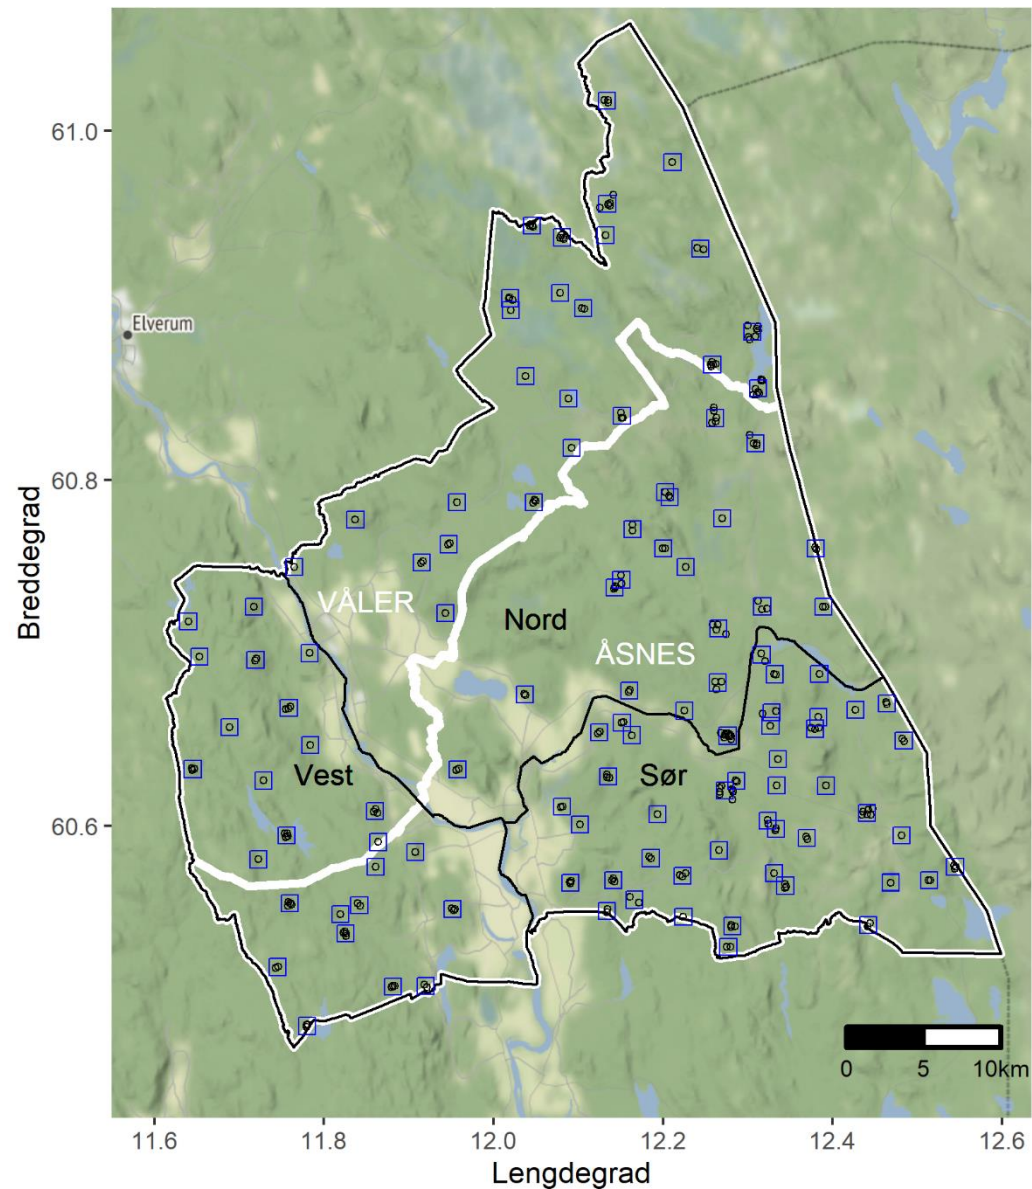 61.0
Elverum
60.8
Breddegrad
VÅLER
Nord
ÅSNES
Vest
Sør
60.6
0 5 10km
11.6 11.8 12.0 12.2 12.4 12.6
Lengdegrad